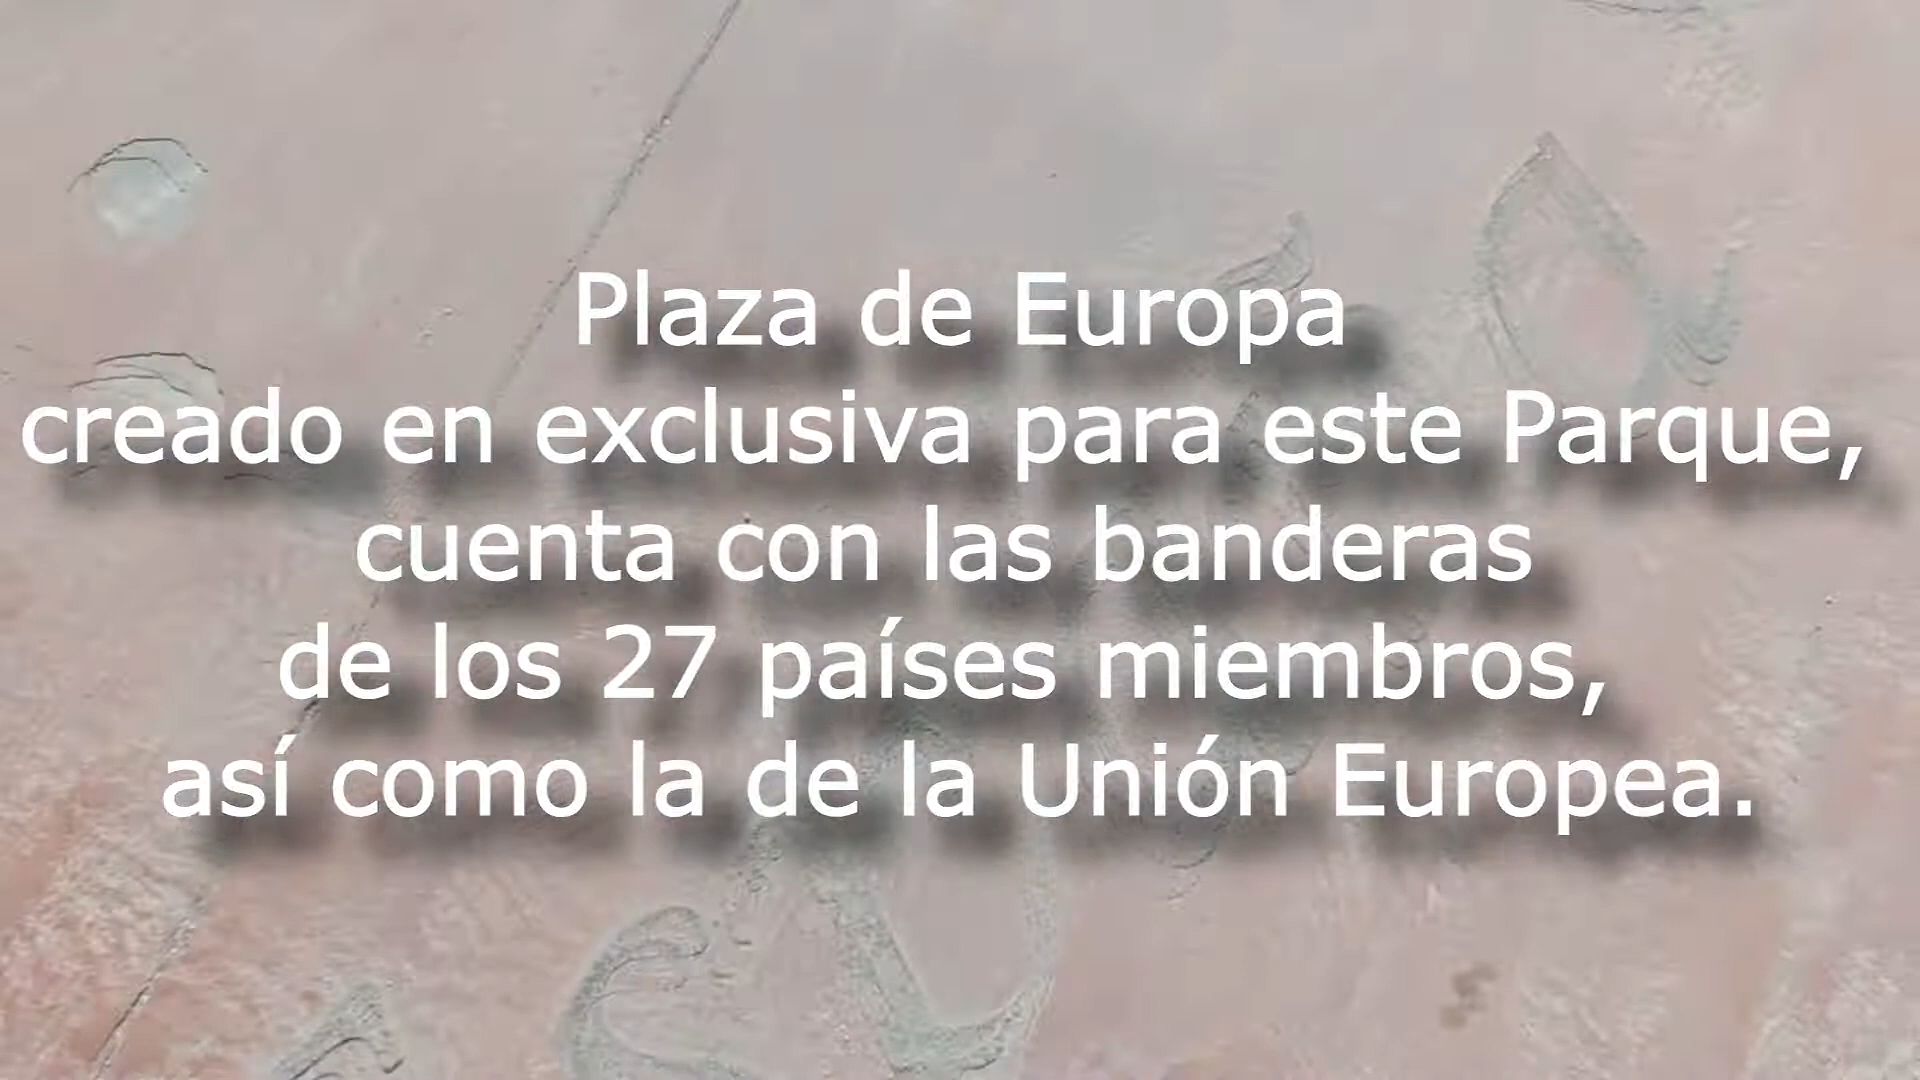 Plaza de Europa
creado en exclusiva para este Parque,
cuenta con las banderas
de los 27 países miembros,
así como la de la Unión Europea.